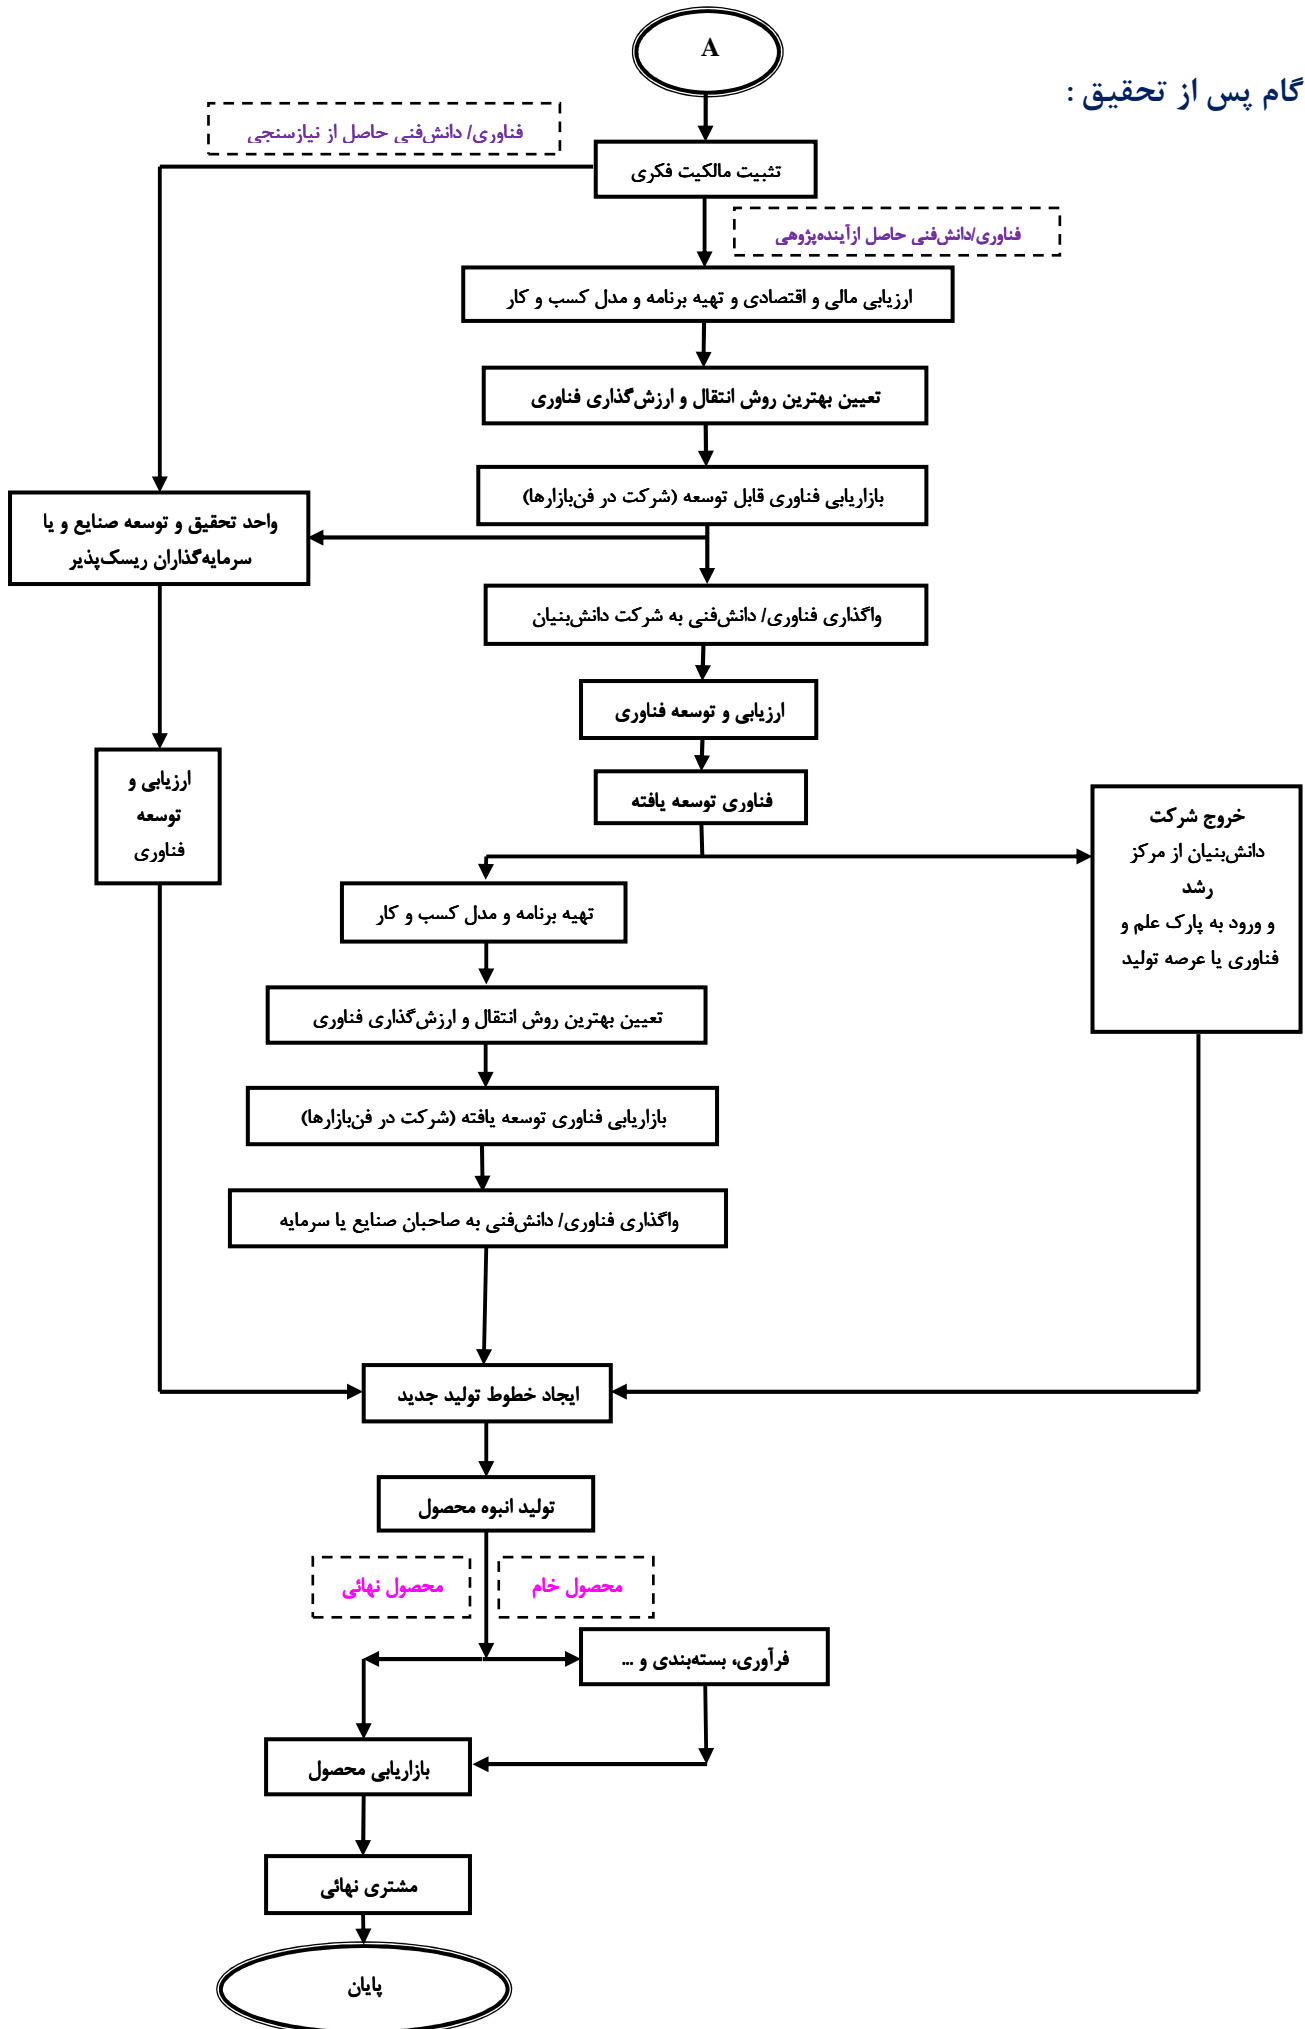 A
گام پس از تحقیق :
فناوری/ دانش‌فنی حاصل از نیازسنجی
تثبیت مالکیت فکری
فناوری/دانش‌فنی حاصل ازآینده‌پژوهی
ارزیابی مالی و اقتصادی و تهیه برنامه و مدل کسب و کار
تعیین بهترین روش انتقال و ارزش‌گذاری فناوری
بازاریابی فناوری قابل توسعه (شرکت در فن‌بازارها)
واحد تحقیق و توسعه صنایع و یا
سرمایه‌گذاران ریسک‌پذیر
واگذاری فناوری/ دانش‌فنی به شرکت دانش‌بنیان
ارزیابی و توسعه فناوری
ارزیابی و
توسعه
فناوری
فناوری توسعه یافته
خروج شرکت
دانش‌بنیان از مرکز
رشد
و ورود به پارک علم و
فناوری یا عرصه تولید
تهیه برنامه و مدل کسب و کار
تعیین بهترین روش انتقال و ارزش‌گذاری فناوری
بازاریابی فناوری توسعه یافته (شرکت در فن‌بازارها)
واگذاری فناوری/ دانش‌فنی به صاحبان صنایع یا سرمایه
ایجاد خطوط تولید جدید
تولید انبوه محصول
محصول خام
محصول نهائی
فرآوری، بسته‌بندی و ...
بازاریابی محصول
مشتری نهائی
پایان